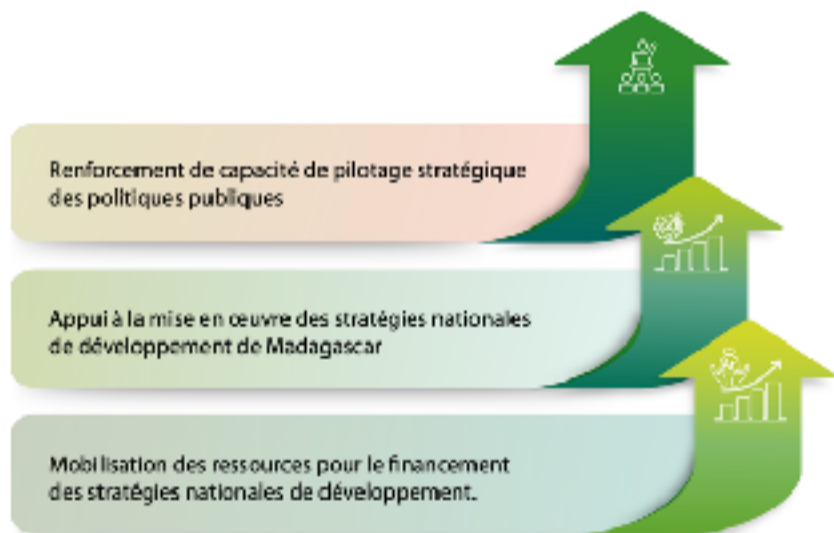 Renforcement de capacité de pilotage stratégique
des politiques publiques
Appui à la mise en œuvre des stratégies nationales
de développement de Madagascar
Mobilisation des ressources pour le financement
des stratégies nationales de développement.